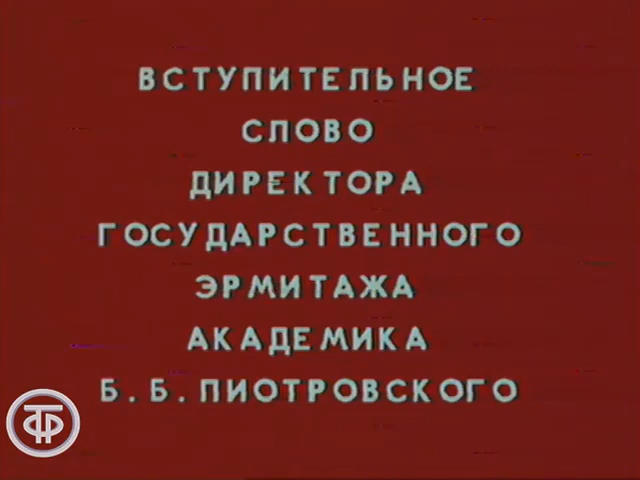 ВСТУПИТЕЛЬНОЕ
СЛОВО
ДИРЕКТОРА
ГОСУДАРСТВЕННОГО
ЭРМИТАЖА
АКАДЕМИКА
Б. Б. ПИОТРОВСКОГО